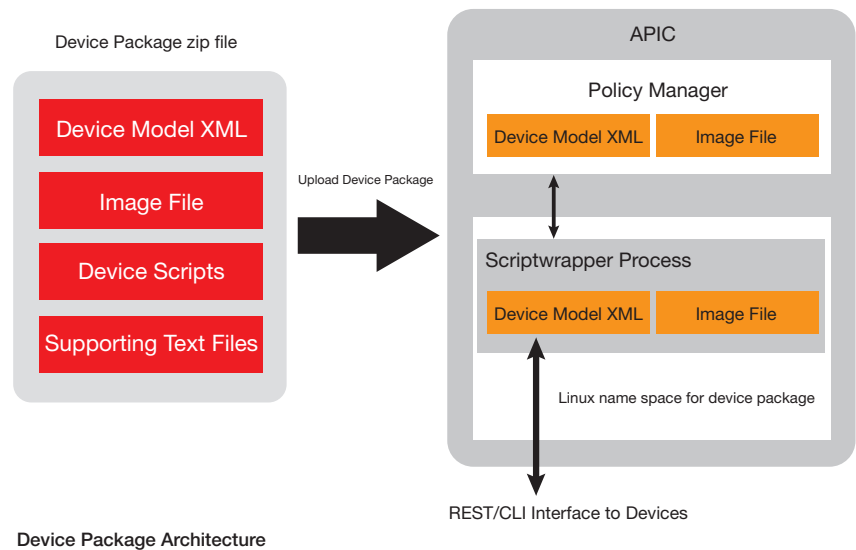 Device Package zip file
Device Model XML
Image File
Device Scripts
Supporting Text Files
Upload Device Package
APIC
Policy Manager
Device Model XML
Image File
Scriptwrapper Process
Device Model XML
Image File
Linux name space for device package
REST/CLI Interface to Devices
Device Package Architecture